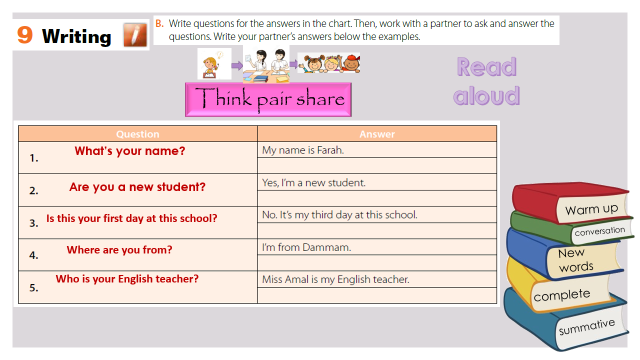 9 Writing
B. Write questions for the answers in the chart. Then, work with a partner to ask and answer the
questions. Write your partner's answers below the examples.
Think pair share
Read
aloud
Question Answer
1. What's your name? My name is Farah.
2. Are you a new student? Yes, I'm a new student.
3. Is this your first day at this school? No. It's my third day at this school.
4. Where are you from? I'm from Dammam.
5. Who is your English teacher? Miss Amal is my English teacher.
Warm up
conversation
New
words
complete
summative